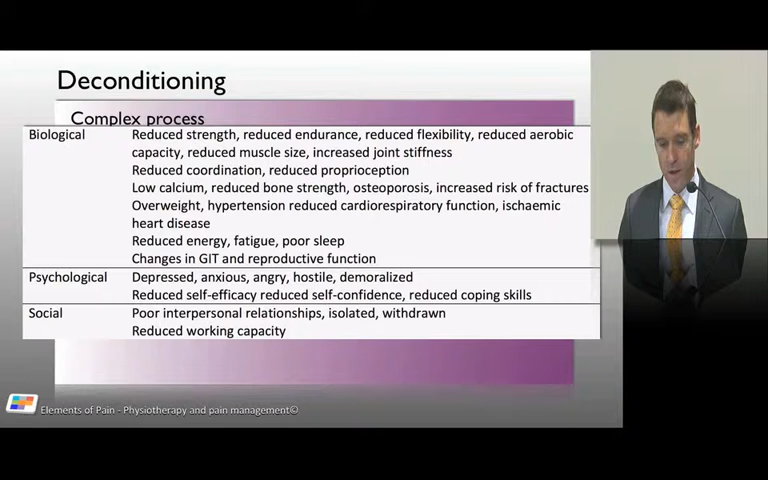 Deconditioning
Complex process
Biological Reduced strength, reduced endurance, reduced flexibility, reduced aerobic
capacity, reduced muscle size, increased joint stiffness
Reduced coordination, reduced proprioception
Low calcium, reduced bone strength, osteoporosis, increased risk of fractures
Overweight, hypertension reduced cardiorespiratory function, ischaemic
heart disease
Reduced energy, fatigue, poor sleep
Changes in GIT and reproductive function
Psychological Depressed, anxious, angry, hostile, demoralized
Reduced self-efficacy reduced self-confidence, reduced coping skills
Social Poor interpersonal relationships, isolated, withdrawn
Reduced working capacity
Elements of Pain - Physiotherapy and pain management©